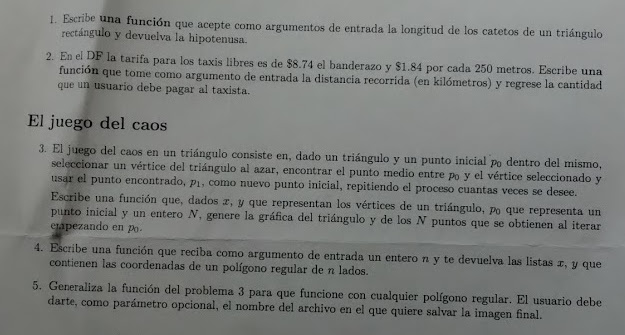 1. Escribe una función que acepte como argumentos de entrada la longitud de los catetos de un triángulo
rectángulo y devuelva la hipotenusa.
2. En el DF la tarifa para los taxis libres es de $8.74 el banderazo y $1.84 por cada 250 metros. Escribe una
función que tome como argumento de entrada la distancia recorrida (en kilómetros) y regrese la cantidad
que un usuario debe pagar al taxista.
El juego del caos
3. El juego del caos en un triángulo consiste en, dado un triángulo y un punto inicial p₀ dentro del mismo,
seleccionar un vértice del triángulo al azar, encontrar el punto medio entre p₀ y el vértice seleccionado y
usar el punto encontrado, p₁, como nuevo punto inicial, repitiendo el proceso cuantas veces se desee.
Escribe una función que, dados x, y que representan los vértices de un triángulo, p₀ que representa un
punto inicial y un entero N, genere la gráfica del triángulo y de los N puntos que se obtienen al iterar
empezando en p₀.
4. Escribe una función que reciba como argumento de entrada un entero n y te devuelva las listas x, y que
contienen las coordenadas de un polígono regular de n lados.
5. Generaliza la función del problema 3 para que funcione con cualquier polígono regular. El usuario debe
darte, como parámetro opcional, el nombre del archivo en el que quiere salvar la imagen final.